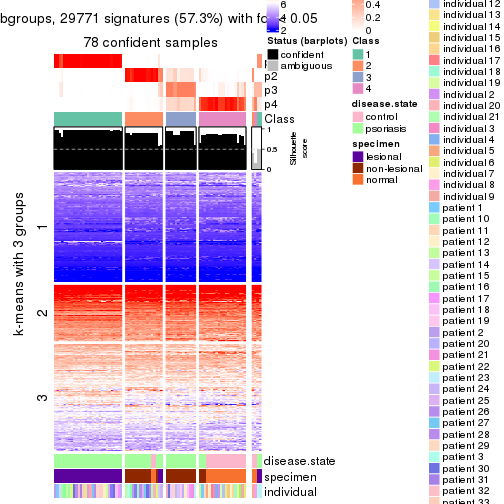 bgroups, 29771 signatures (57.3%) with fd < 0.05
78 confident samples
p2
p3
p4
Class
1
0.5
0
Silhouette
score
k-means with 3 groups
1
2
3
disease.state
specimen
individual
6
4
2
Status (barplots)
confident
ambiguous
0.4
0.2
0
Class
1
2
3
4
disease.state
control
psoriasis
specimen
lesional
non-lesional
normal
individual 12
individual 13
individual 14
individual 15
individual 16
individual 17
individual 18
individual 19
individual 2
individual 20
individual 21
individual 3
individual 4
individual 5
individual 6
individual 7
individual 8
individual 9
patient 1
patient 10
patient 11
patient 12
patient 13
patient 14
patient 15
patient 16
patient 17
patient 18
patient 19
patient 2
patient 20
patient 21
patient 22
patient 23
patient 24
patient 25
patient 26
patient 27
patient 28
patient 29
patient 3
patient 30
patient 31
patient 32
patient 33